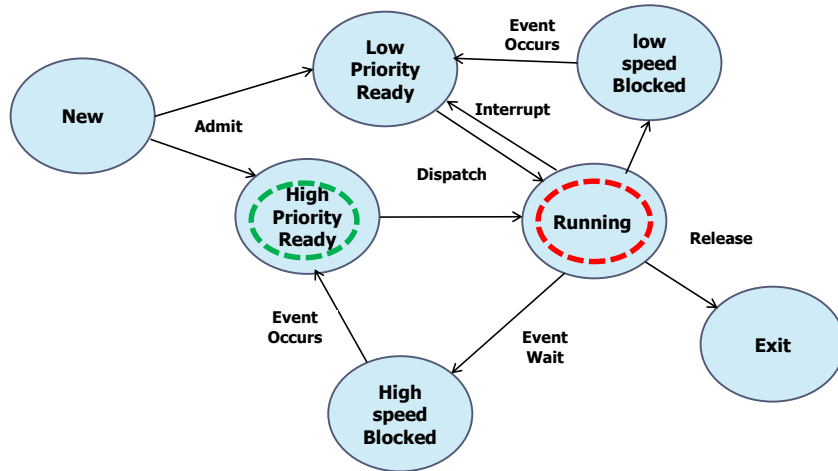 Event
Occurs
low
speed
Blocked
Low
Priority
Ready
New
Admit
Interrupt
Dispatch
High
Priority
Ready
Running
Release
Event
Occurs
Event
Wait
Exit
High
speed
Blocked